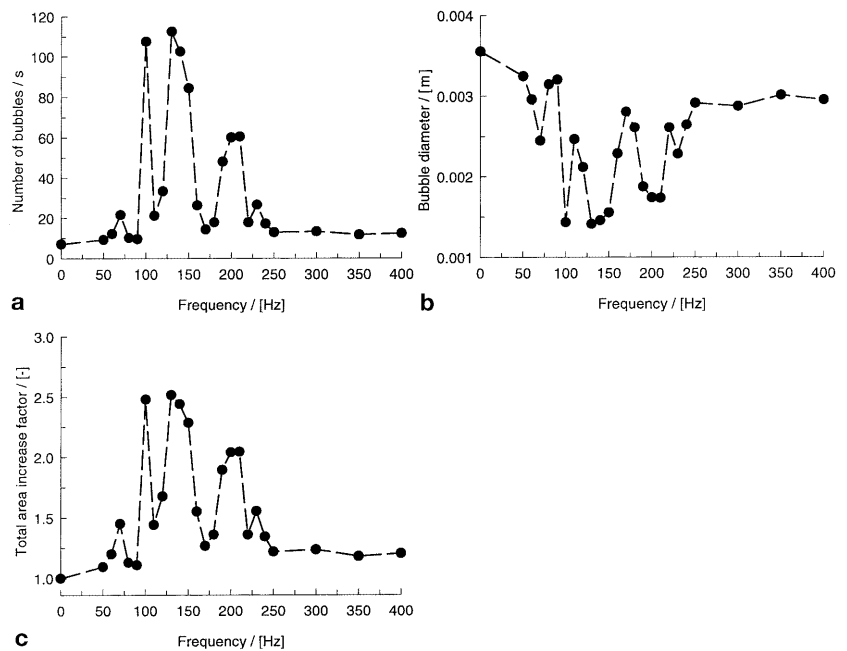 120
100
80
60
40
20
0
Number of bubbles / s
0 50 100 150 200 250 300 350 400
Frequency / [Hz]
a
0.004
0.003
0.002
0.001
Bubble diameter / [m]
0 50 100 150 200 250 300 350 400
Frequency / [Hz]
b
3.0
2.5
2.0
1.5
1.0
Total area increase factor / [-]
0 50 100 150 200 250 300 350 400
Frequency / [Hz]
c